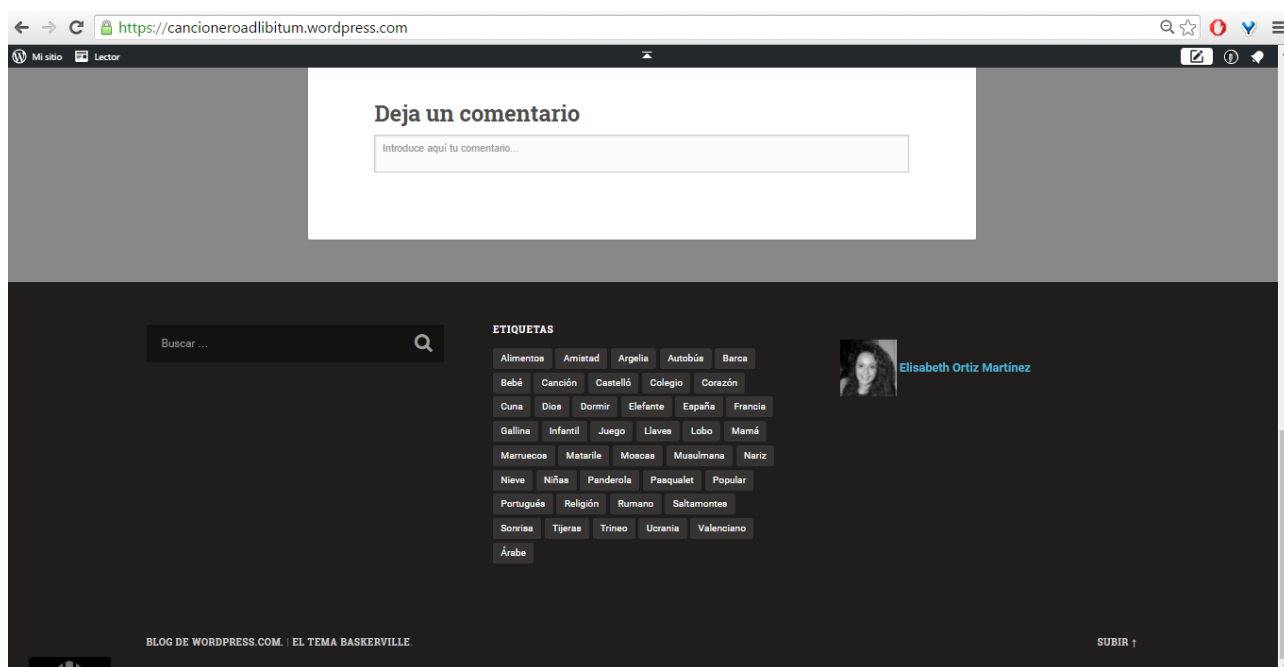 https://cancioneroadlibitum.wordpress.com
Mi sitio Lector
Deja un comentario
Introduce aquí tu comentario...
Buscar ...
ETIQUETAS
Alimentos Amistad Argelia Autobús Barca
Bebé Canción Castelló Colegio Corazón
Cuna Dios Dormir Elefante España Francia
Gallina Infantil Juego Llaves Lobo Mamá
Marruecos Matarile Moscas Musulmana Nariz
Nieve Niñas Panderola Pasqualet Popular
Portugués Religión Rumano Saltamontes
Sonrisa Tijeras Trineo Ucrania Valenciano
Árabe
Elisabeth Ortiz Martínez
BLOG DE WORDPRESS.COM. | EL TEMA BASKERVILLE.
SUBIR ↑